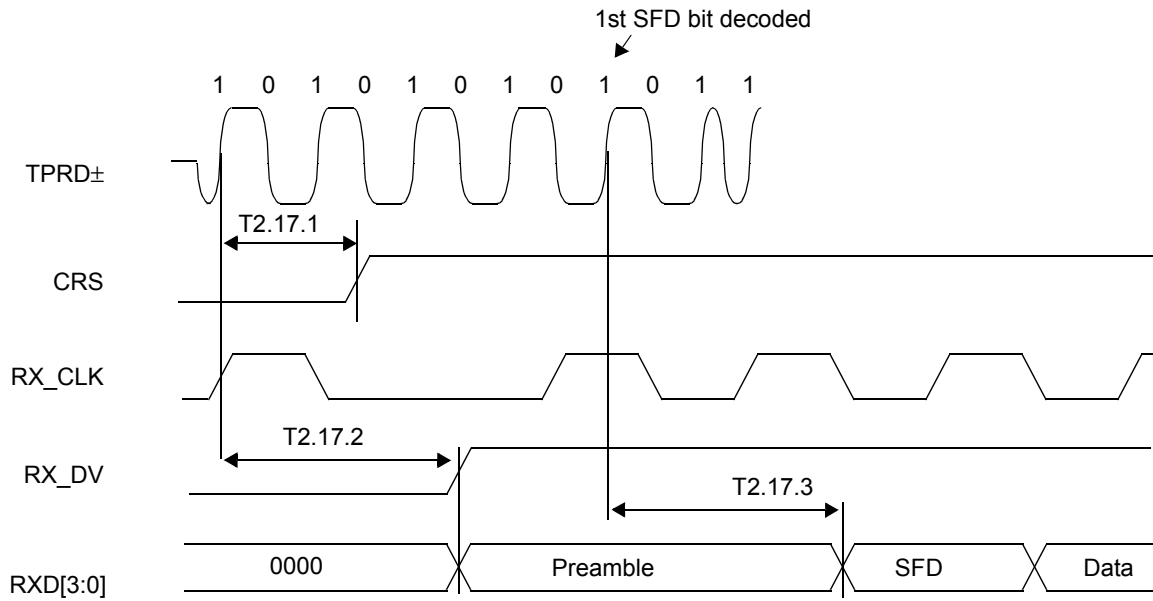 1st SFD bit decoded
1 0 1 0 1 0 1 0 1 0 1 1
TPRD±
T2.17.1
CRS
RX_CLK
T2.17.2
RX_DV
T2.17.3
0000 Preamble SFD Data
RXD[3:0]